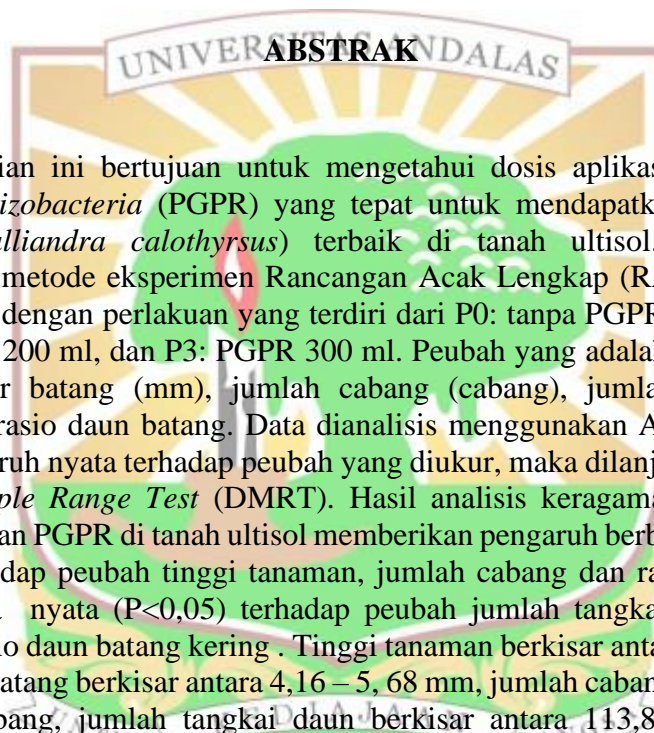 UNIVERSITAS ANDALAS
ABSTRAK
ian ini bertujuan untuk mengetahui dosis aplikas
izobacteria (PGPR) yang tepat untuk mendapatk
alliandra calothyrsus) terbaik di tanah ultisol.
metode eksperimen Rancangan Acak Lengkap (RA
dengan perlakuan yang terdiri dari P0: tanpa PGPR
200 ml, dan P3: PGPR 300 ml. Peubah yang adalah
r batang (mm), jumlah cabang (cabang), jumla
rasio daun batang. Data dianalisis menggunakan A
ruh nyata terhadap peubah yang diukur, maka dilanj
ple Range Test (DMRT). Hasil analisis keragama
an PGPR di tanah ultisol memberikan pengaruh berb
dap peubah tinggi tanaman, jumlah cabang dan ra
nyata (P<0,05) terhadap peubah jumlah tangka
io daun batang kering . Tinggi tanaman berkisar anta
atang berkisar antara 4,16 – 5, 68 mm, jumlah caban
bang, jumlah tangkai daun berkisar antara 113,8